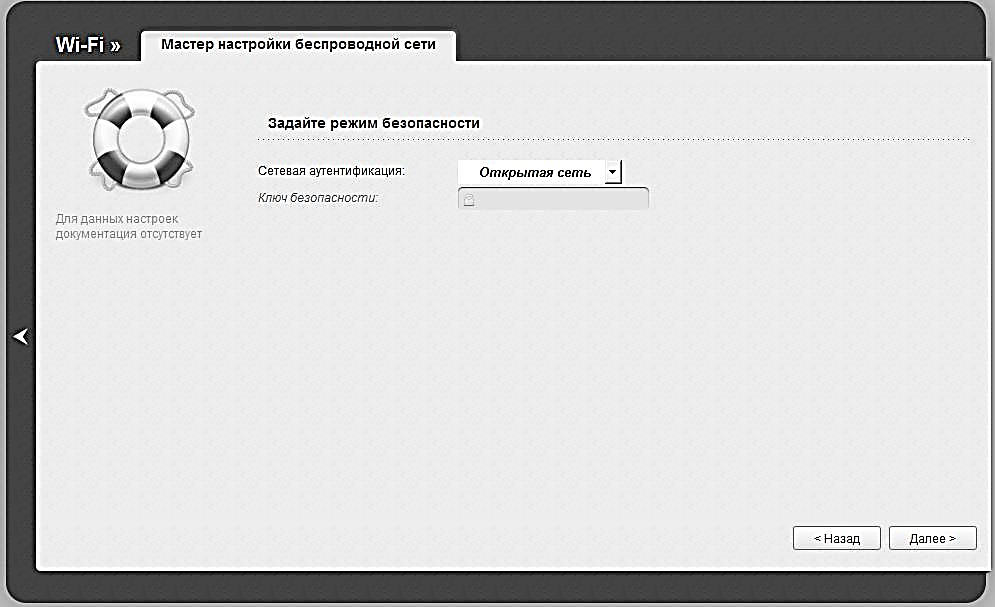 Wi-Fi »
Мастер настройки беспроводной сети
Задайте режим безопасности
Сетевая аутентификация:
Открытая сеть
Ключ безопасности:
Для данных настроек
документация отсутствует
< Назад
Далее >